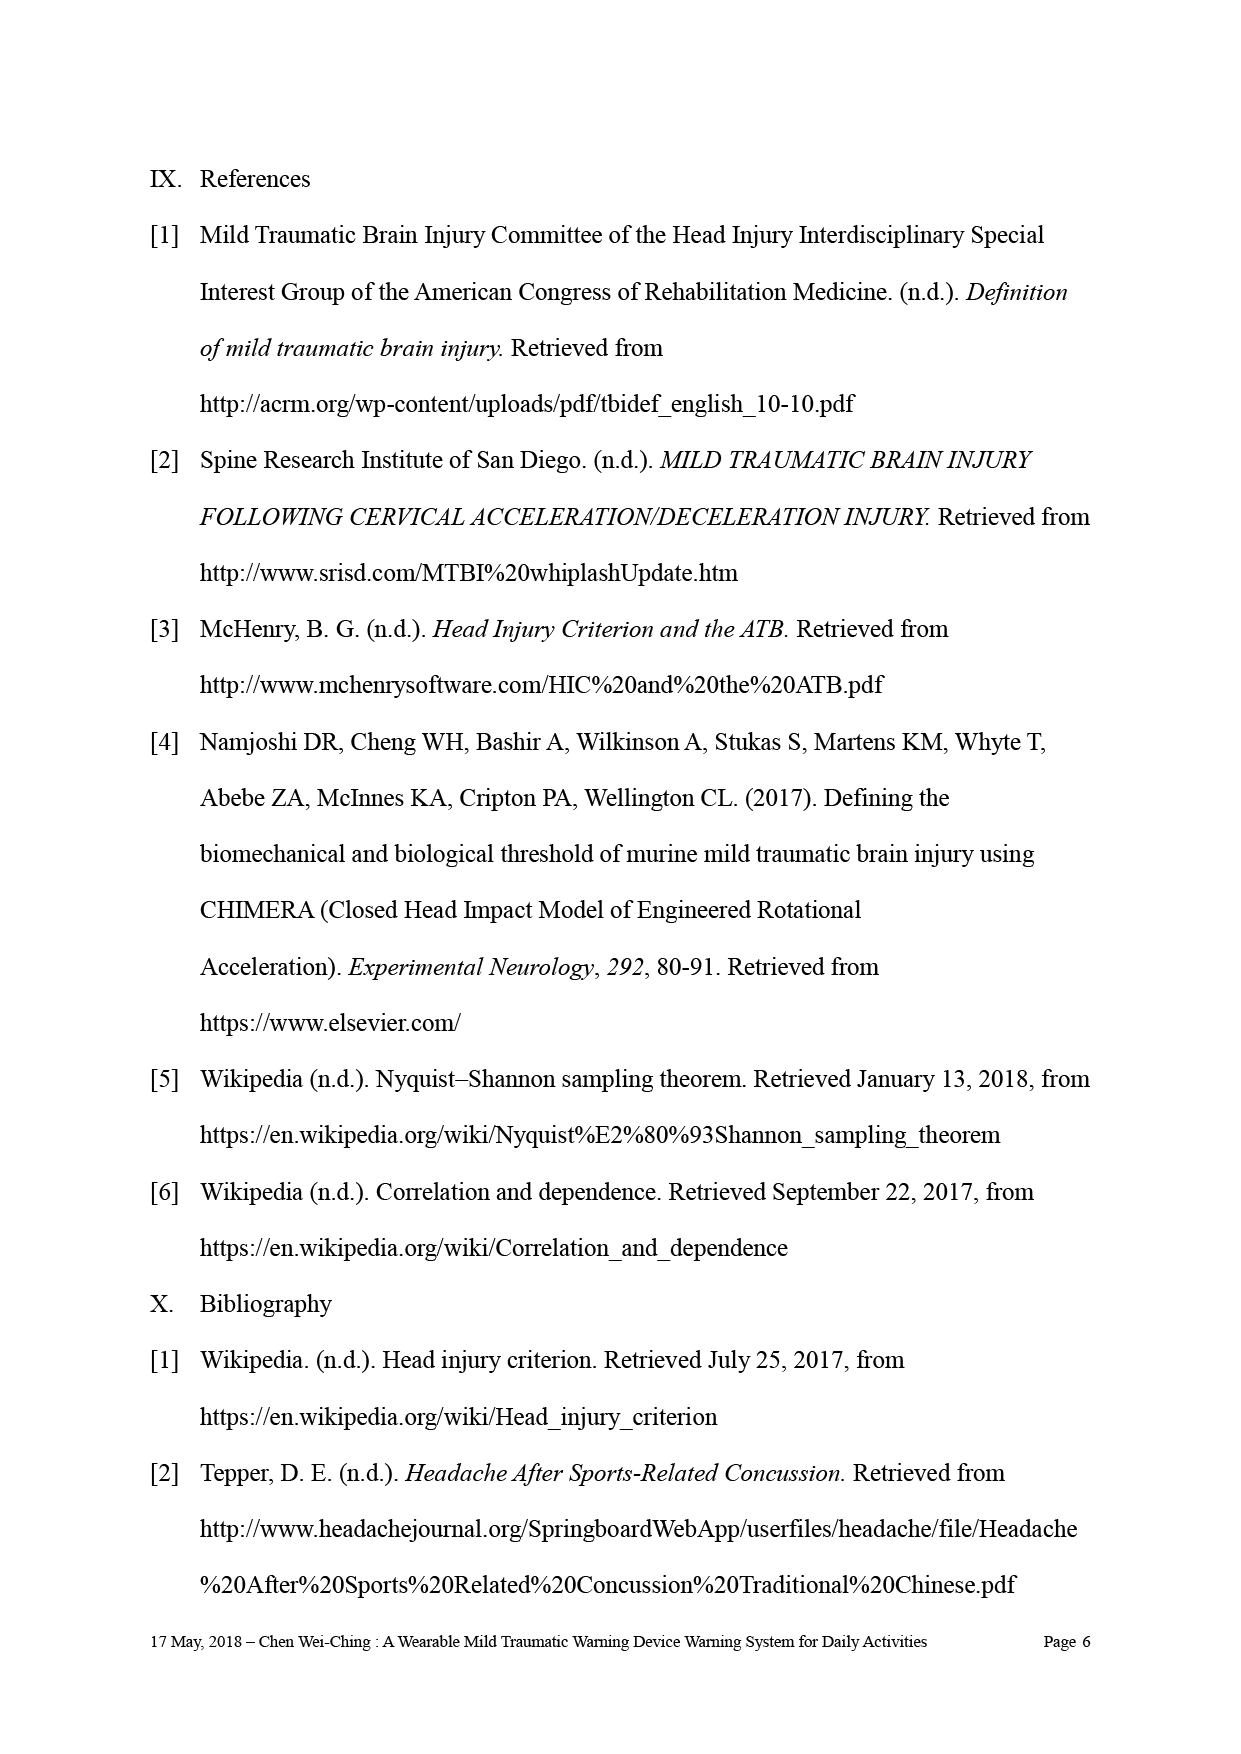 IX. References
[1] Mild Traumatic Brain Injury Committee of the Head Injury Interdisciplinary Special
Interest Group of the American Congress of Rehabilitation Medicine. (n.d.). Definition
of mild traumatic brain injury. Retrieved from
http://acrm.org/wp-content/uploads/pdf/tbidef_english_10-10.pdf
[2] Spine Research Institute of San Diego. (n.d.). MILD TRAUMATIC BRAIN INJURY
FOLLOWING CERVICAL ACCELERATION/DECELERATION INJURY. Retrieved from
http://www.srisd.com/MTBI%20whiplashUpdate.htm
[3] McHenry, B. G. (n.d.). Head Injury Criterion and the ATB. Retrieved from
http://www.mchenrysoftware.com/HIC%20and%20the%20ATB.pdf
[4] Namjoshi DR, Cheng WH, Bashir A, Wilkinson A, Stukas S, Martens KM, Whyte T,
Abebe ZA, McInnes KA, Cripton PA, Wellington CL. (2017). Defining the
biomechanical and biological threshold of murine mild traumatic brain injury using
CHIMERA (Closed Head Impact Model of Engineered Rotational
Acceleration). Experimental Neurology, 292, 80-91. Retrieved from
https://www.elsevier.com/
[5] Wikipedia (n.d.). Nyquist–Shannon sampling theorem. Retrieved January 13, 2018, from
https://en.wikipedia.org/wiki/Nyquist%E2%80%93Shannon_sampling_theorem
[6] Wikipedia (n.d.). Correlation and dependence. Retrieved September 22, 2017, from
https://en.wikipedia.org/wiki/Correlation_and_dependence
X. Bibliography
[1] Wikipedia. (n.d.). Head injury criterion. Retrieved July 25, 2017, from
https://en.wikipedia.org/wiki/Head_injury_criterion
[2] Tepper, D. E. (n.d.). Headache After Sports-Related Concussion. Retrieved from
http://www.headachejournal.org/SpringboardWebApp/userfiles/headache/file/Headache
%20After%20Sports%20Related%20Concussion%20Traditional%20Chinese.pdf
17 May, 2018 – Chen Wei-Ching : A Wearable Mild Traumatic Warning Device Warning System for Daily Activities Page 6